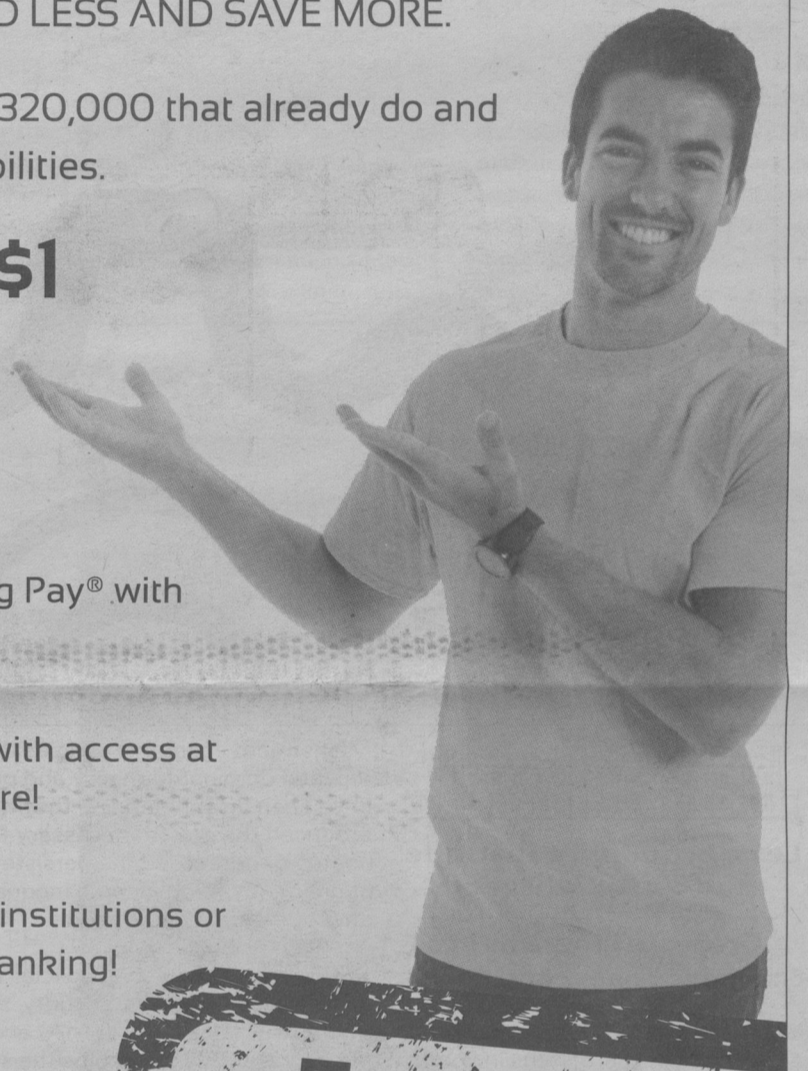 D LESS AND SAVE MORE.
320,000 that already do and
bilities.
$1
g Pay® with
with access at
re!
institutions or
anking!